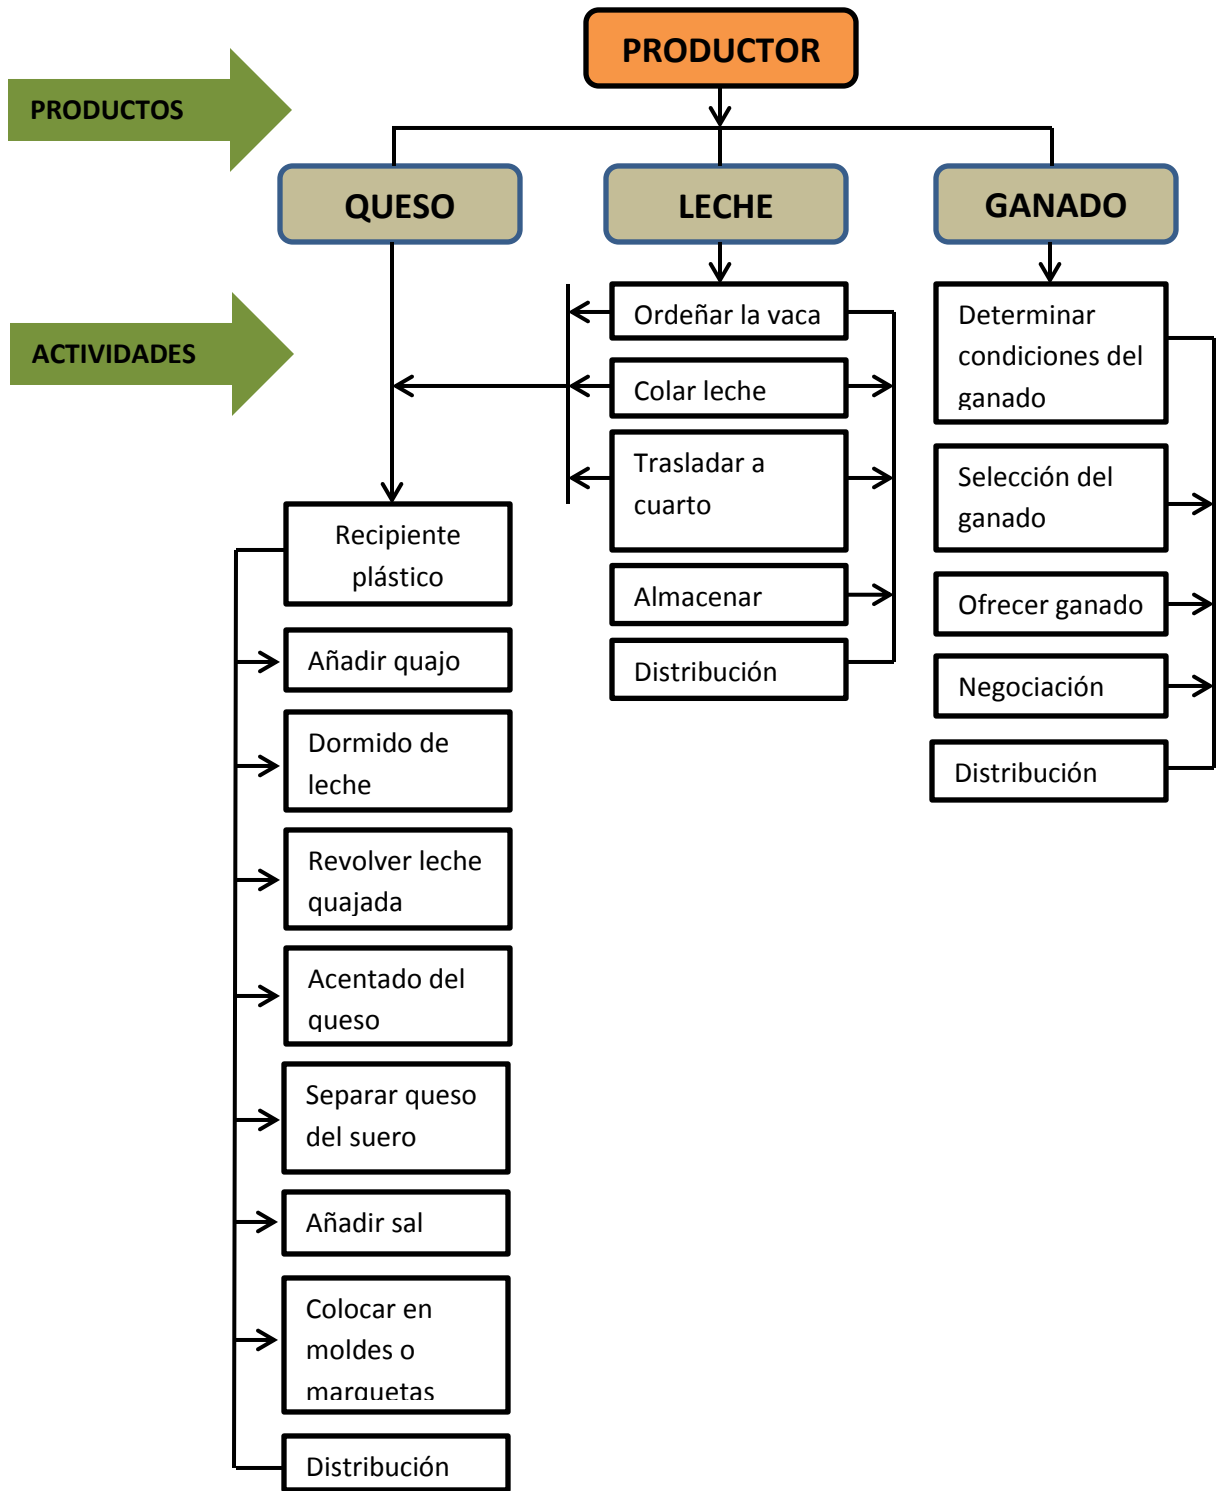 PRODUCTOR
PRODUCTOS
QUESO
LECHE
GANADO
ACTIVIDADES
Recipiente
plástico
Añadir quajo
Dormido de
leche
Revolver leche
quajada
Acentado del
queso
Separar queso
del suero
Añadir sal
Colocar en
moldes o
marquetas
Distribución
Ordeñar la vaca
Colar leche
Trasladar a
cuarto
Almacenar
Distribución
Determinar
condiciones del
ganado
Selección del
ganado
Ofrecer ganado
Negociación
Distribución